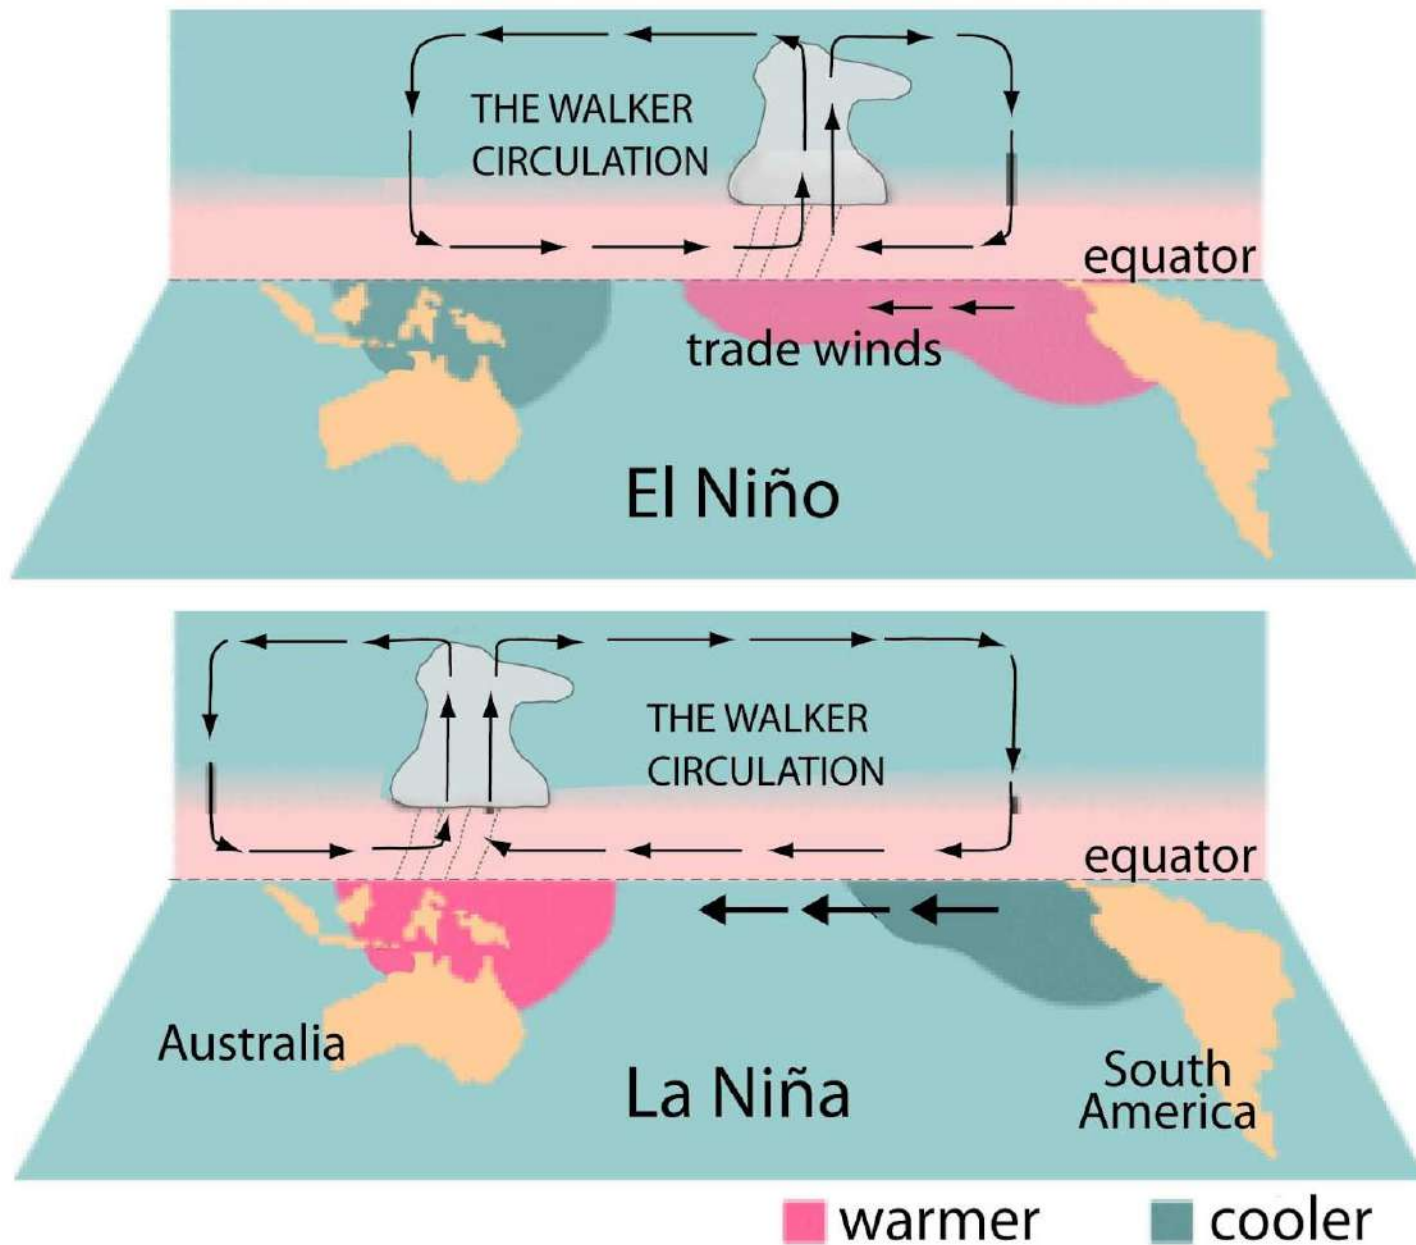 THE WALKER
CIRCULATION
equator
trade winds
El Niño
THE WALKER
CIRCULATION
equator
Australia
South
America
La Niña
warmer
cooler